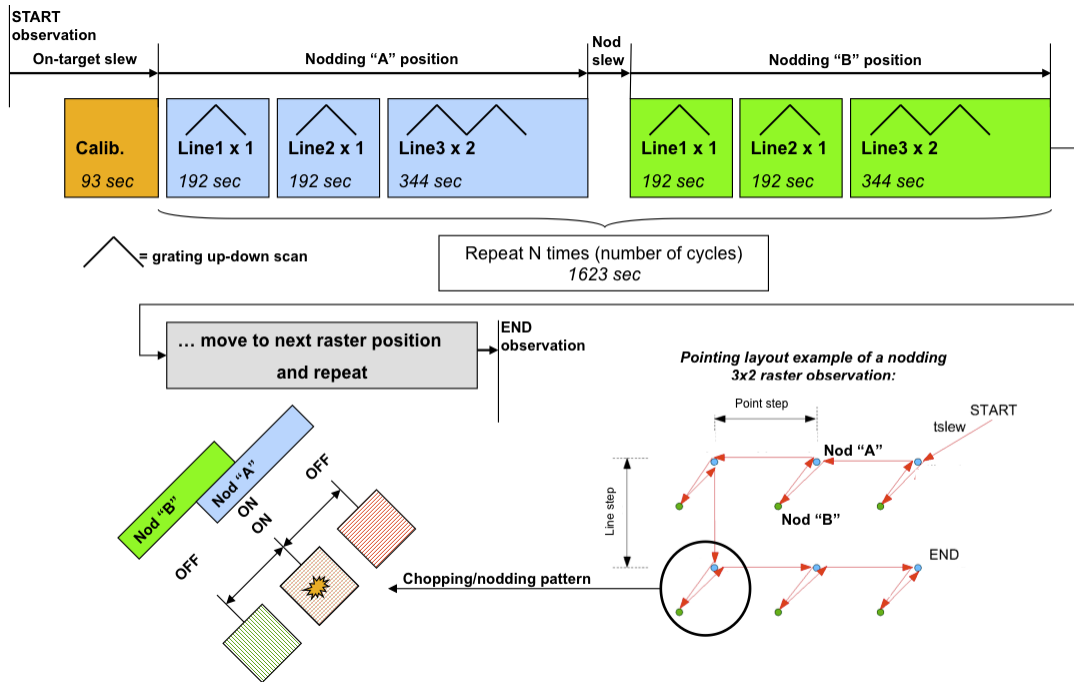 START
observation
On-target slew
Nodding “A” position
Nod
slew
Nodding “B” position
Calib.
93 sec
Line1 x 1
192 sec
Line2 x 1
192 sec
Line3 x 2
344 sec
Line1 x 1
192 sec
Line2 x 1
192 sec
Line3 x 2
344 sec
= grating up-down scan
Repeat N times (number of cycles)
1623 sec
… move to next raster position
and repeat
END
observation
Pointing layout example of a nodding
3x2 raster observation:
Point step
START
tslew
Nod “A”
Line step
Nod “B”
END
Chopping/nodding pattern
Nod “B”
Nod “A”
ON
ON
OFF
OFF